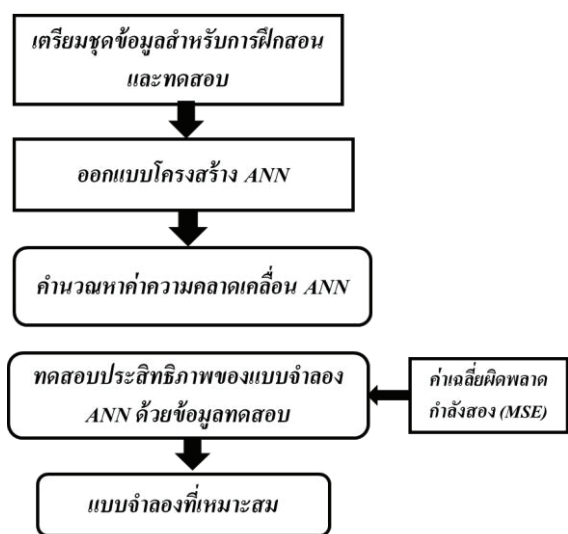 เตรียมชุดข้อมูลสำหรับการฝึกสอน
และทดสอบ
ออกแบบโครงสร้าง ANN
คำนวณหาค่าความคลาดเคลื่อน ANN
ทดสอบประสิทธิภาพของแบบจำลอง
ANN ด้วยข้อมูลทดสอบ
ค่าเฉลี่ยผิดพลาด
กำลังสอง (MSE)
แบบจำลองที่เหมาะสม